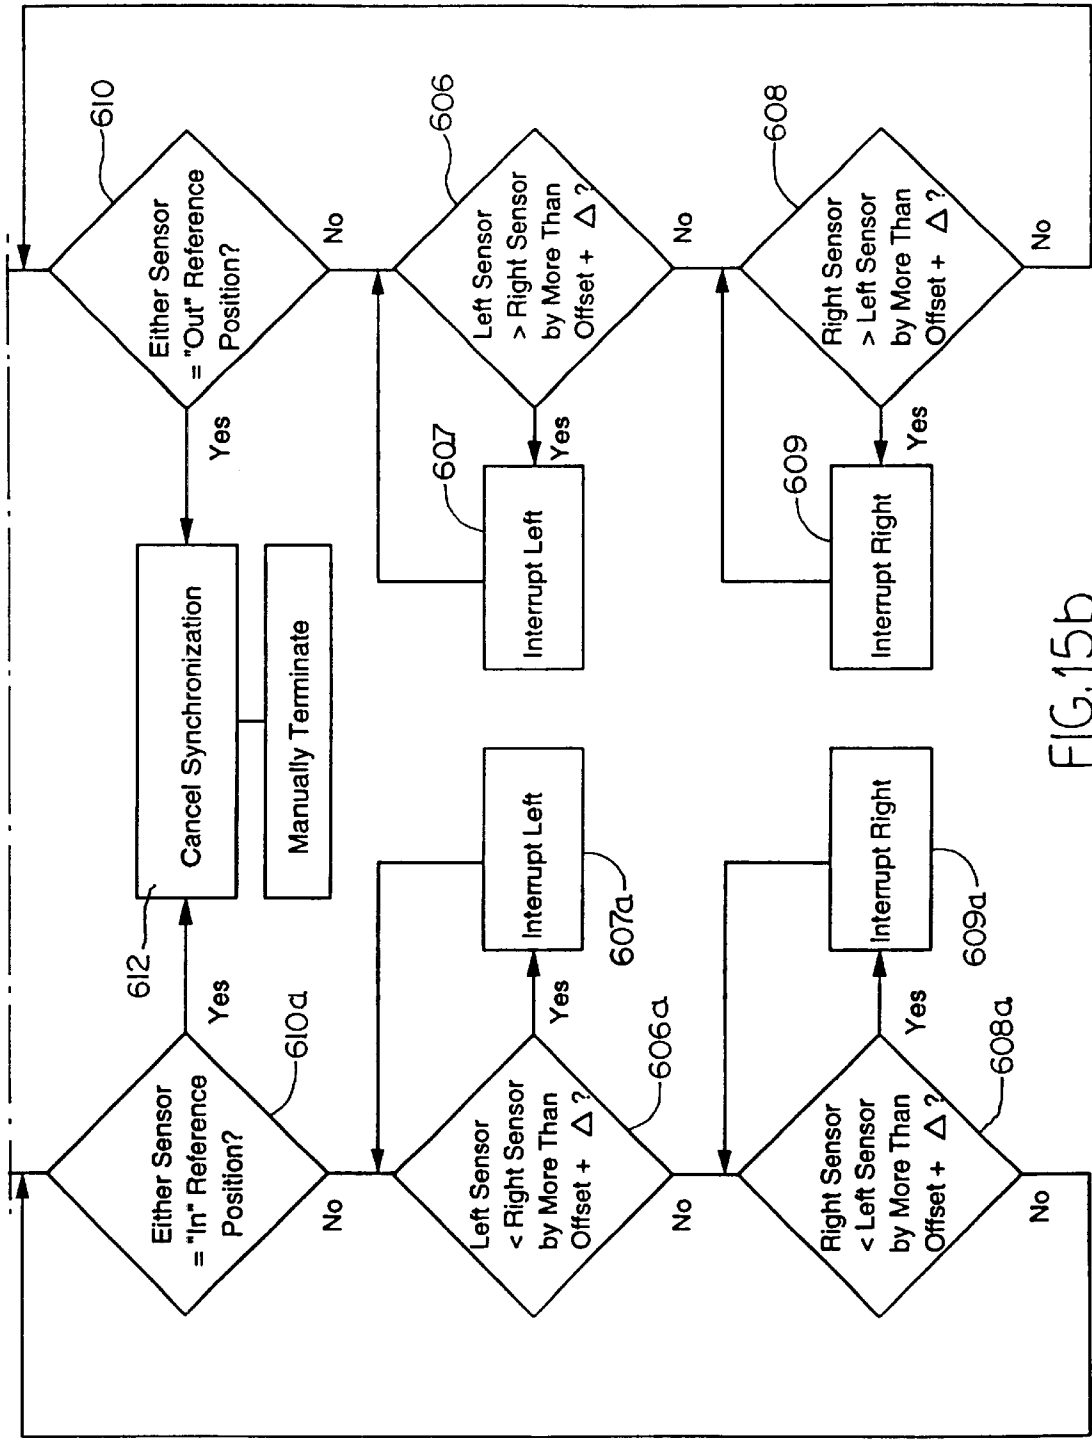 Either Sensor
= "In" Reference
Position?
610a
Yes
No
612
Cancel Synchronization
Manually Terminate
Either Sensor
= "Out" Reference
Position?
610
Yes
No
Left Sensor
< Right Sensor
by More Than
Offset + Δ ?
606a
Yes
No
Interrupt Left
607a
Interrupt Left
607
Left Sensor
> Right Sensor
by More Than
Offset + Δ ?
606
Yes
No
Right Sensor
< Left Sensor
by More Than
Offset + Δ ?
608a
Yes
No
Interrupt Right
609a
Interrupt Right
609
Right Sensor
> Left Sensor
by More Than
Offset + Δ ?
608
Yes
No
FIG.15b